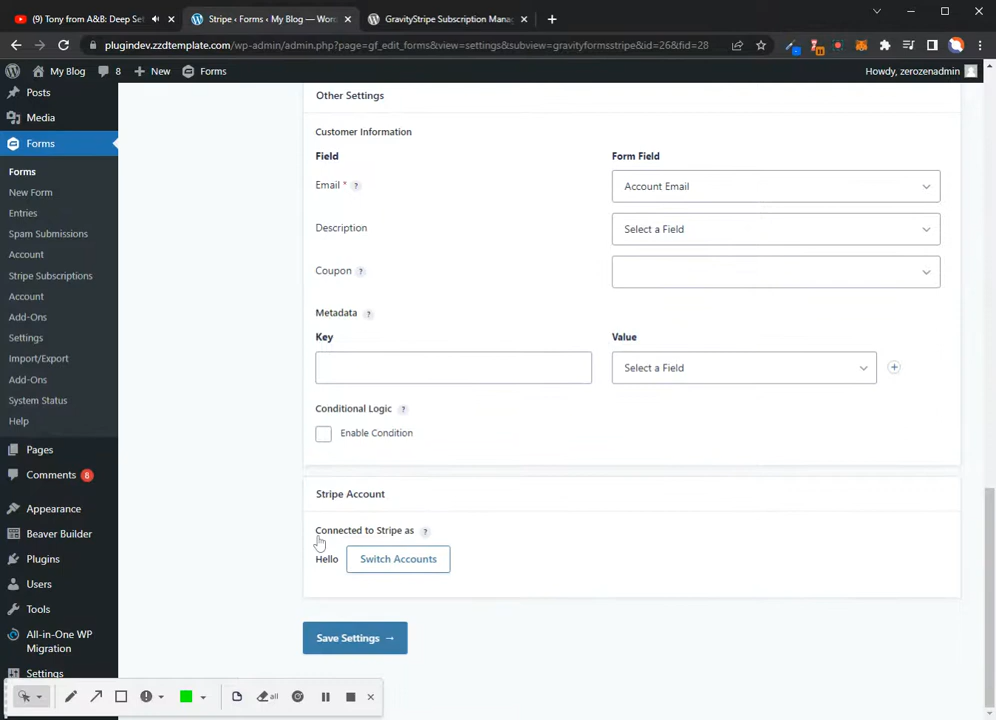 (9) Tony from A&B: Deep Se
Stripe ‹ Forms ‹ My Blog — Word
GravityStripe Subscription Manag
plugindev.zzdtemplate.com/wp-admin/admin.php?page=gf_edit_forms&view=settings&subview=gravityformsstripe&id=26&fid=28
My Blog
8
New
Forms
Howdy, zerozenadmin
Posts
Media
Forms
Forms
New Form
Entries
Spam Submissions
Account
Stripe Subscriptions
Account
Add-Ons
Settings
Import/Export
Add-Ons
System Status
Help
Pages
Comments 8
Appearance
Beaver Builder
Plugins
Users
Tools
All-in-One WP
Migration
Settings
Other Settings
Customer Information
Field
Form Field
Email * ?
Account Email
Description
Select a Field
Coupon ?
Metadata ?
Key
Value
Select a Field
Conditional Logic ?
Enable Condition
Stripe Account
Connected to Stripe as ?
Hello
Switch Accounts
Save Settings →
all